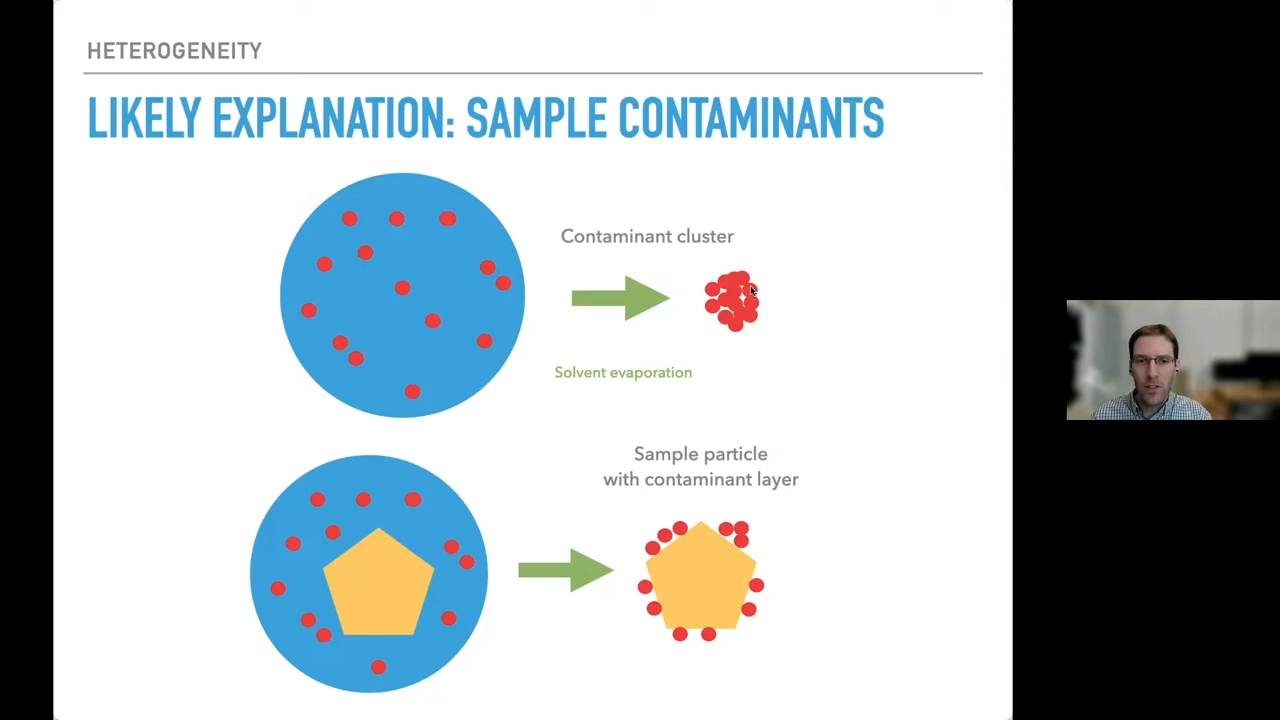 HETEROGENEITY
LIKELY EXPLANATION: SAMPLE CONTAMINANTS
Contaminant cluster
Solvent evaporation
Sample particle
with contaminant layer